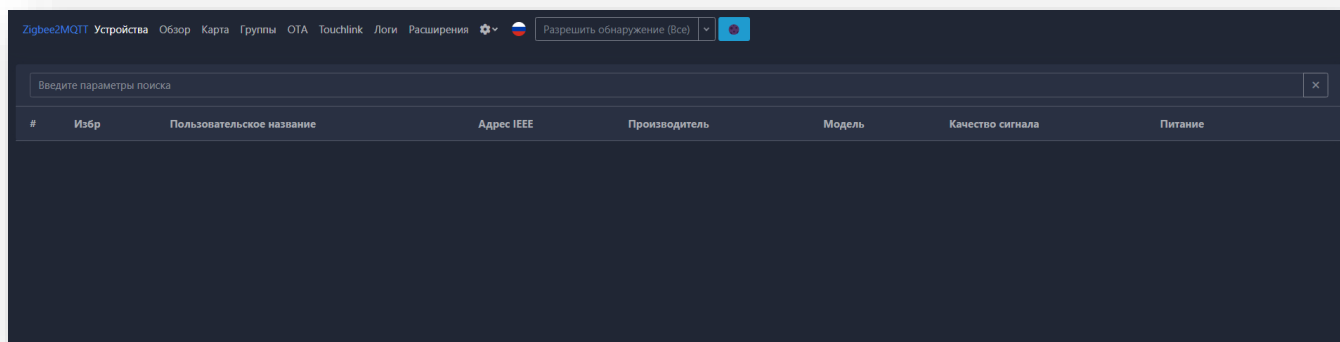 Zigbee2MQTT Устройства Обзор Карта Группы OTA Touchlink Логи Расширения Разрешить обнаружение (Все)
Введите параметры поиска
# Избр Пользовательское название Адрес IEEE Производитель Модель Качество сигнала Питание